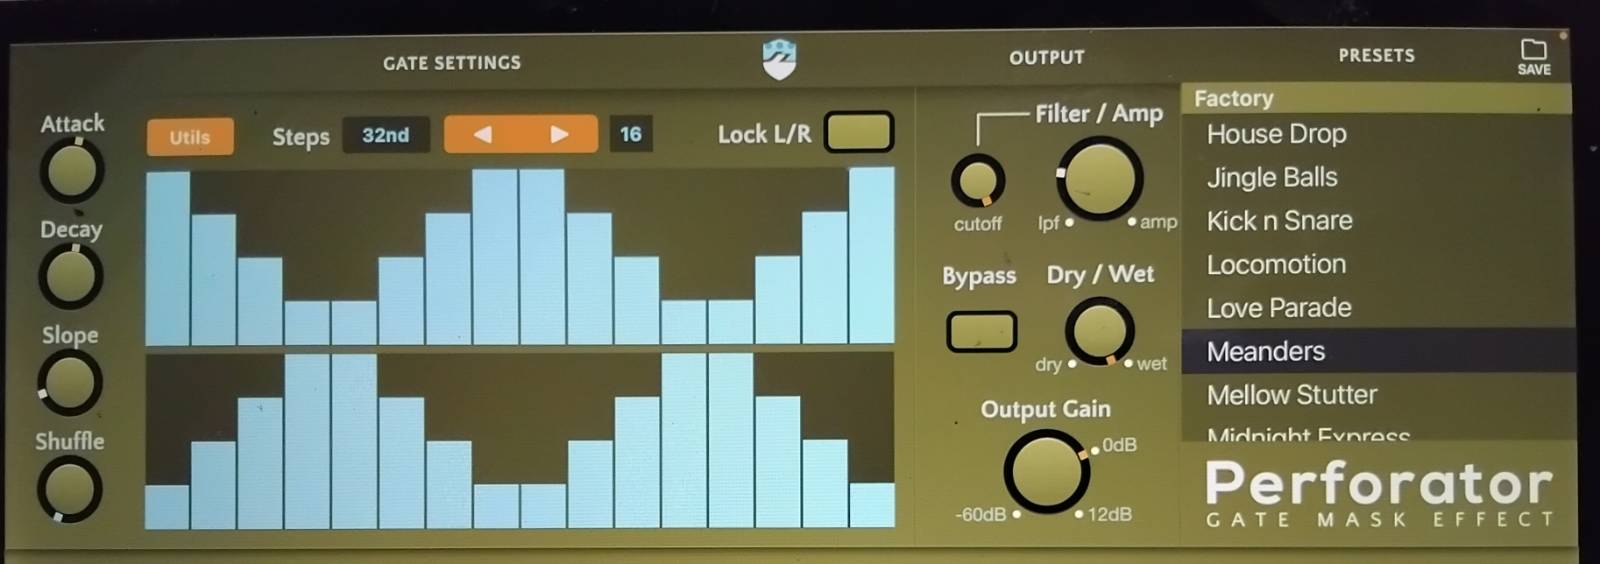 GATE SETTINGS
OUTPUT
PRESETS
SAVE
Attack
Utils
Steps
32nd
16
Lock L/R
Filter / Amp
cutoff
lpf
amp
Decay
Slope
Shuffle
Bypass
Dry / Wet
dry
wet
Output Gain
0dB
-60dB
12dB
Factory
House Drop
Jingle Balls
Kick n Snare
Locomotion
Love Parade
Meanders
Mellow Stutter
Midnight Express
Perforator
GATE MASK EFFECT